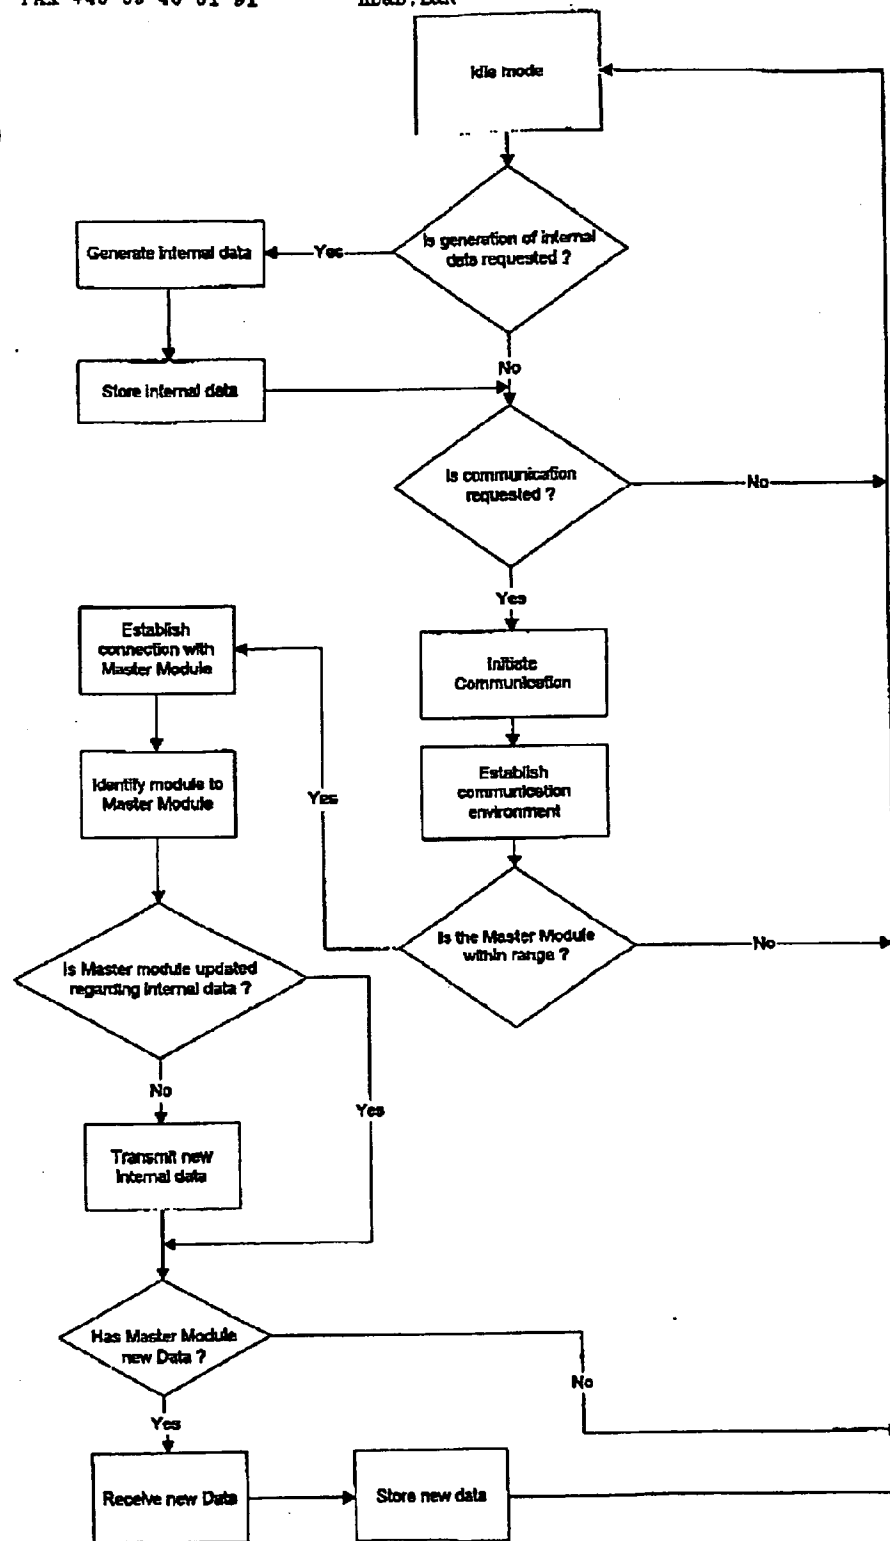 Idle mode
Is generation of internal
data requested ?
Yes
Generate internal data
No
Store internal data
Is communication
requested ?
No
Yes
Establish
connection with
Master Module
Initiate
Communication
Identify module to
Master Module
Yes
Establish
communication
environment
Is the Master Module
within range ?
No
Is Master module updated
regarding internal data ?
No
Yes
Transmit new
Internal data
Has Master Module
new Data ?
No
Yes
Receive new Data
Store new data